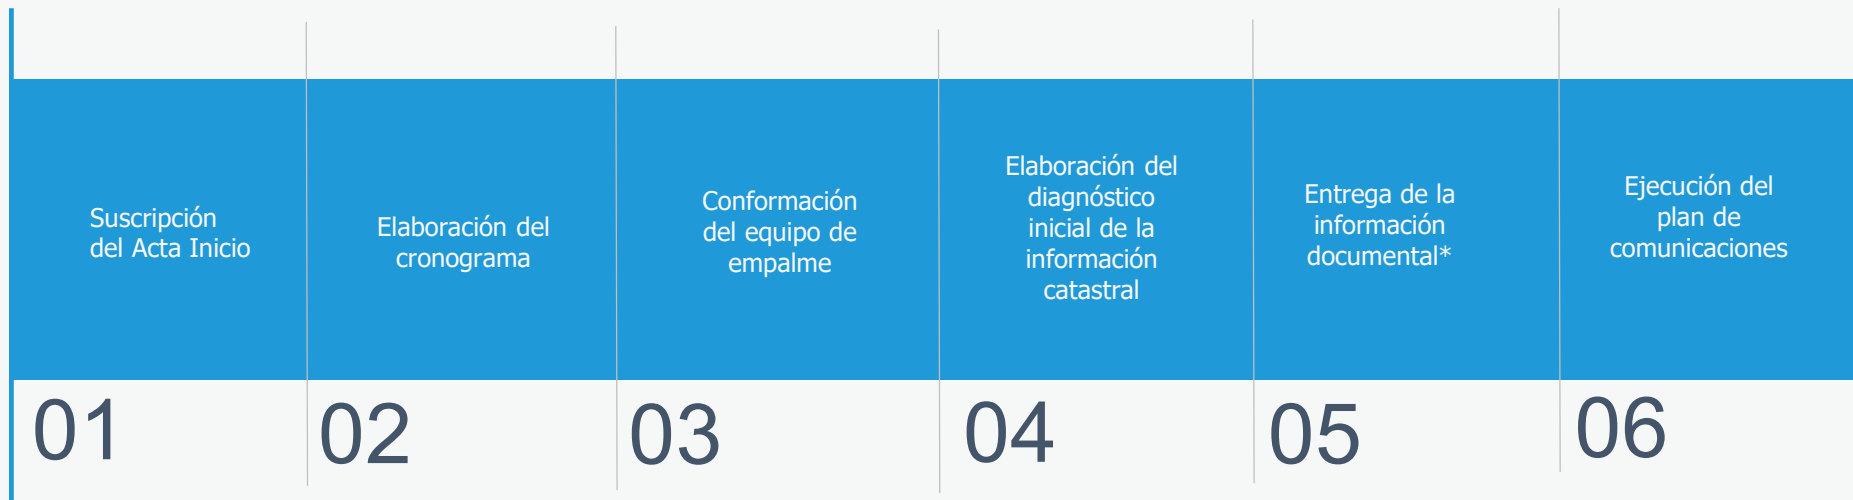 Suscripción
del Acta Inicio
Elaboración del
cronograma
Conformación
del equipo de
empalme
Elaboración del
diagnóstico
inicial de la
información
catastral
Entrega de la
información
documental*
Ejecución del
plan de
comunicaciones
01
02
03
04
05
06